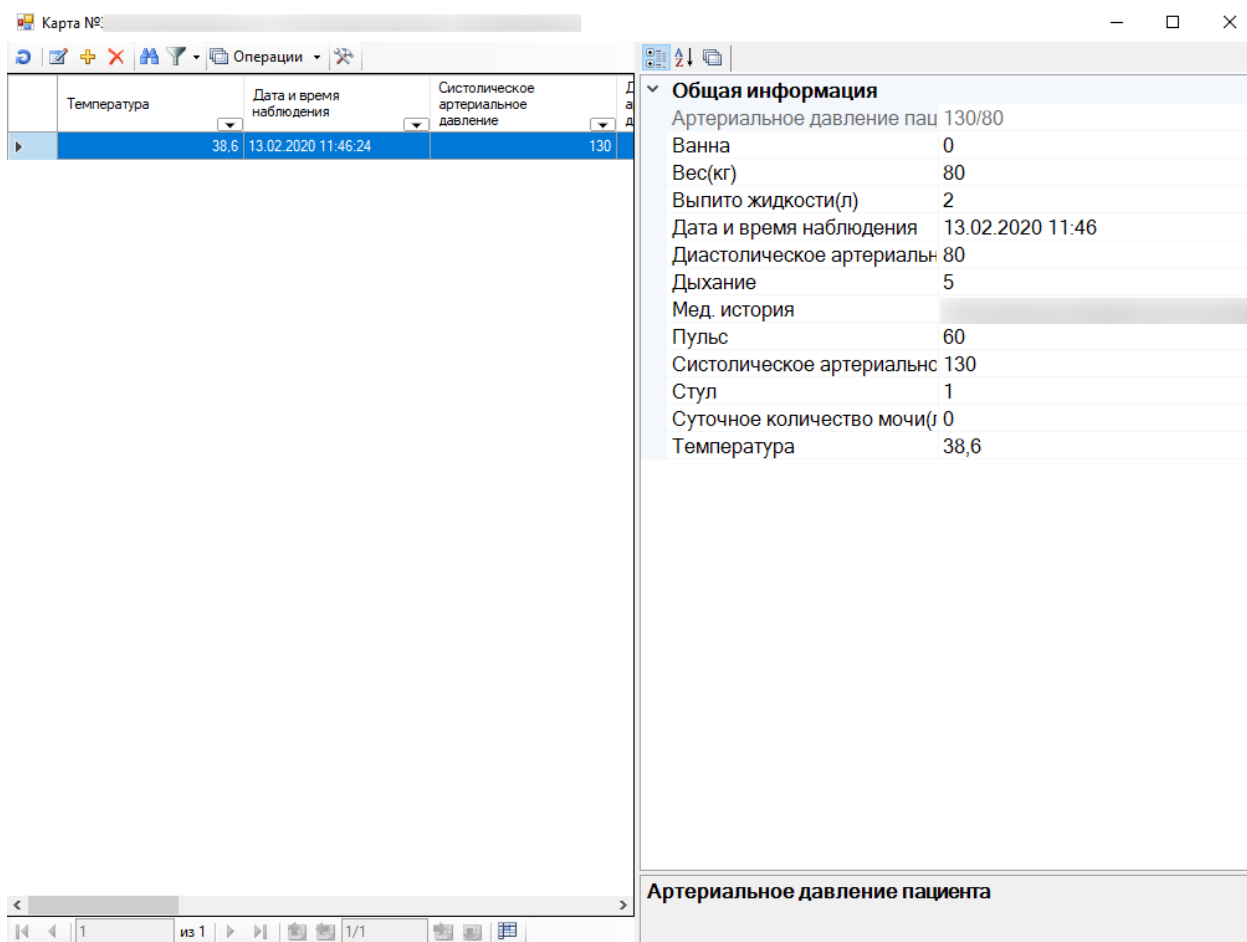 Карта №
Операции
Температура
Дата и время
наблюдения
Систолическое
артериальное
давление
38,6 13.02.2020 11:46:24 130
Общая информация
Артериальное давление пац 130/80
Ванна 0
Вес(кг) 80
Выпито жидкости(л) 2
Дата и время наблюдения 13.02.2020 11:46
Диастолическое артериальн 80
Дыхание 5
Мед. история
Пульс 60
Систолическое артериально 130
Стул 1
Суточное количество мочи( 0
Температура 38,6
Артериальное давление пациента
1 из 1 1/1